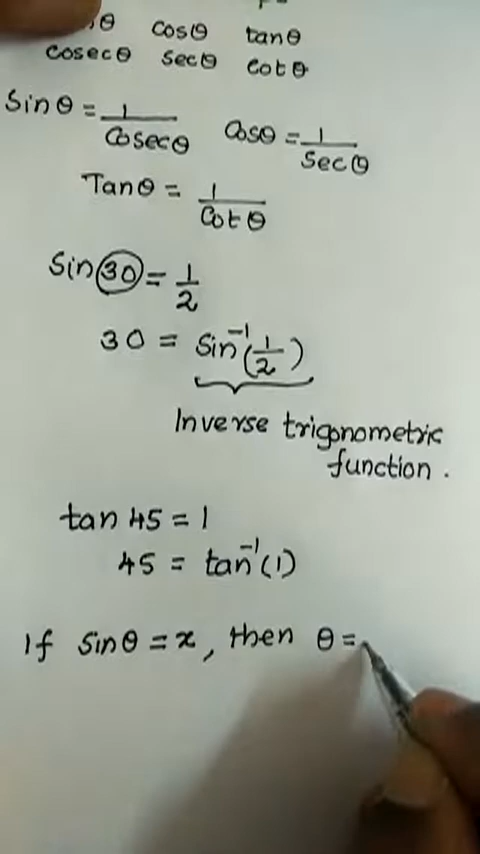 θ cosθ tanθ
cosecθ secθ cotθ
Sinθ = 1/Cosecθ Cosθ = 1/Secθ
Tanθ = 1/Cotθ
Sin 30 = 1/2
30 = Sin⁻¹(1/2)
Inverse trigonometric
function.
tan 45 = 1
45 = tan⁻¹(1)
If Sinθ = x, then θ =